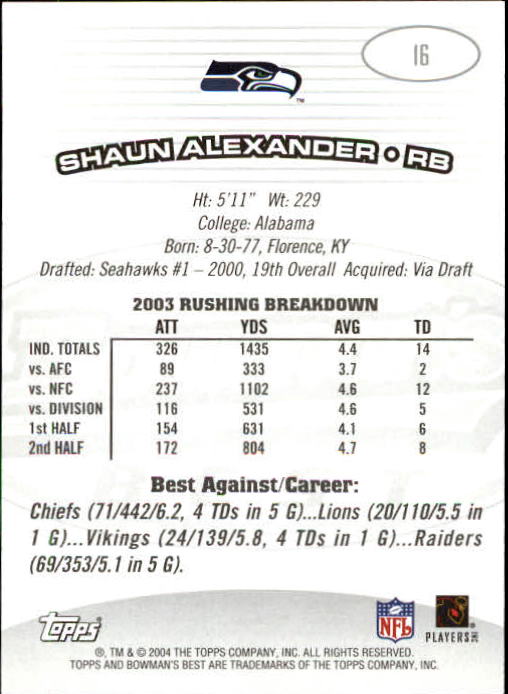 16
SHAUN ALEXANDER • RB
Ht: 5'11" Wt: 229
College: Alabama
Born: 8-30-77, Florence, KY
Drafted: Seahawks #1 – 2000, 19th Overall Acquired: Via Draft
2003 RUSHING BREAKDOWN
ATT YDS AVG TD
IND. TOTALS 326 1435 4.4 14
vs. AFC 89 333 3.7 2
vs. NFC 237 1102 4.6 12
vs. DIVISION 116 531 4.6 5
1st HALF 154 631 4.1 6
2nd HALF 172 804 4.7 8
Best Against/Career:
Chiefs (71/442/6.2, 4 TDs in 5 G)...Lions (20/110/5.5 in
1 G)...Vikings (24/139/5.8, 4 TDs in 1 G)...Raiders
(69/353/5.1 in 5 G).
Topps NFL PLAYERS INC
®, TM & © 2004 THE TOPPS COMPANY, INC. ALL RIGHTS RESERVED.
TOPPS AND BOWMAN'S BEST ARE TRADEMARKS OF THE TOPPS COMPANY, INC.